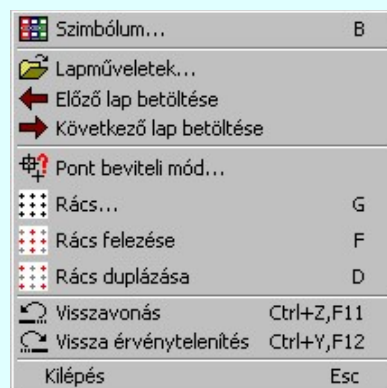 Szimbólum... B
Lapműveletek...
Előző lap betöltése
Következő lap betöltése
Pont beviteli mód...
Rács... G
Rács felezése F
Rács duplázása D
Visszavonás Ctrl+Z,F11
Vissza érvénytelenítés Ctrl+Y,F12
Kilépés Esc